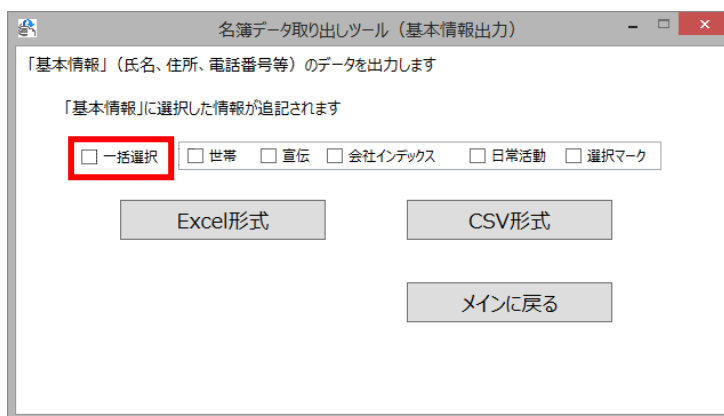 名簿データ取り出しツール（基本情報出力）
「基本情報」（氏名、住所、電話番号等）のデータを出力します
「基本情報」に選択した情報が追記されます
一括選択 世帯 宣伝 会社インデックス 日常活動 選択マーク
Excel形式 CSV形式
メインに戻る